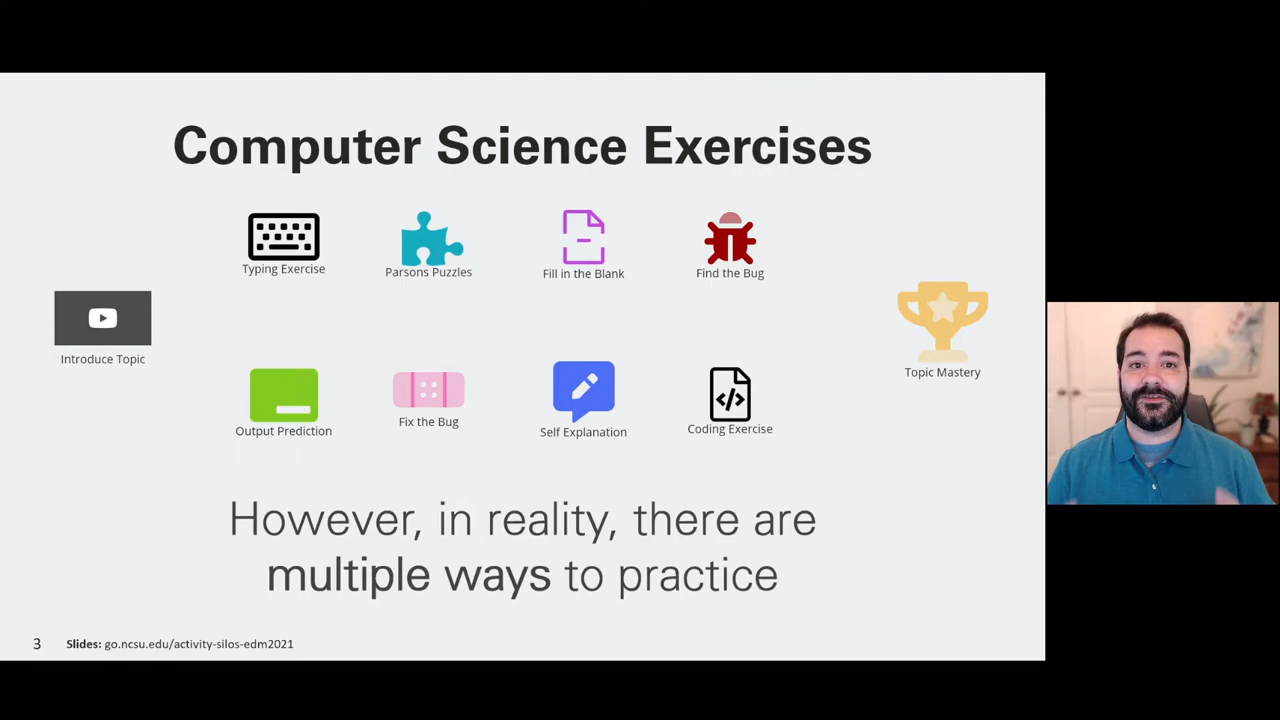 Computer Science Exercises
Typing Exercise
Parsons Puzzles
Fill in the Blank
Find the Bug
Introduce Topic
Topic Mastery
Output Prediction
Fix the Bug
Self Explanation
Coding Exercise
However, in reality, there are
multiple ways to practice
3 Slides: go.ncsu.edu/activity-silos-edm2021